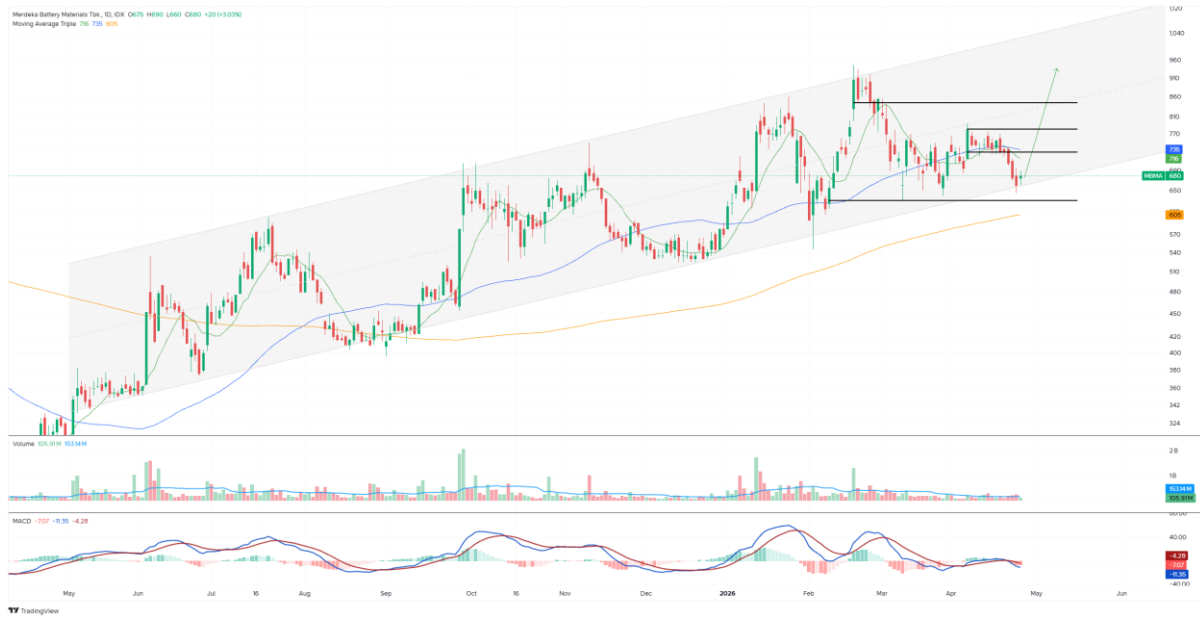 Merdeka Battery Materials Tbk., 1D, IDX O675 H690 L660 C680 +20 (+3.03%)
Moving Average Triple 716 735 605
1,120
1,040
960
910
860
810
770
735
716
MBMA 680
650
605
570
540
510
480
450
420
400
380
360
342
324
Volume 105.91M 153.14M
2B
1B
153.14M
105.91M
MACD -7.07 -11.35 -4.28
80.00
40.00
-4.28
-7.07
-11.35
-40.00
May Jun Jul 16 Aug Sep Oct 16 Nov Dec 2026 Feb Mar Apr May Jun
TradingView